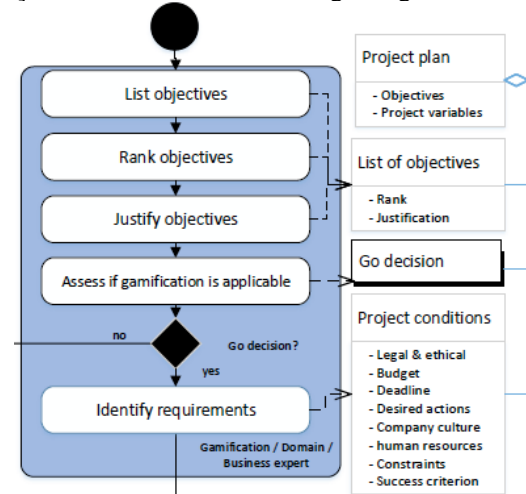 Project plan
- Objectives
- Project variables
List objectives
Rank objectives
Justify objectives
List of objectives
- Rank
- Justification
Assess if gamification is applicable
Go decision
no
Go decision?
yes
Identify requirements
Gamification / Domain /
Business expert
Project conditions
- Legal & ethical
- Budget
- Deadline
- Desired actions
- Company culture
- human resources
- Constraints
- Success criterion